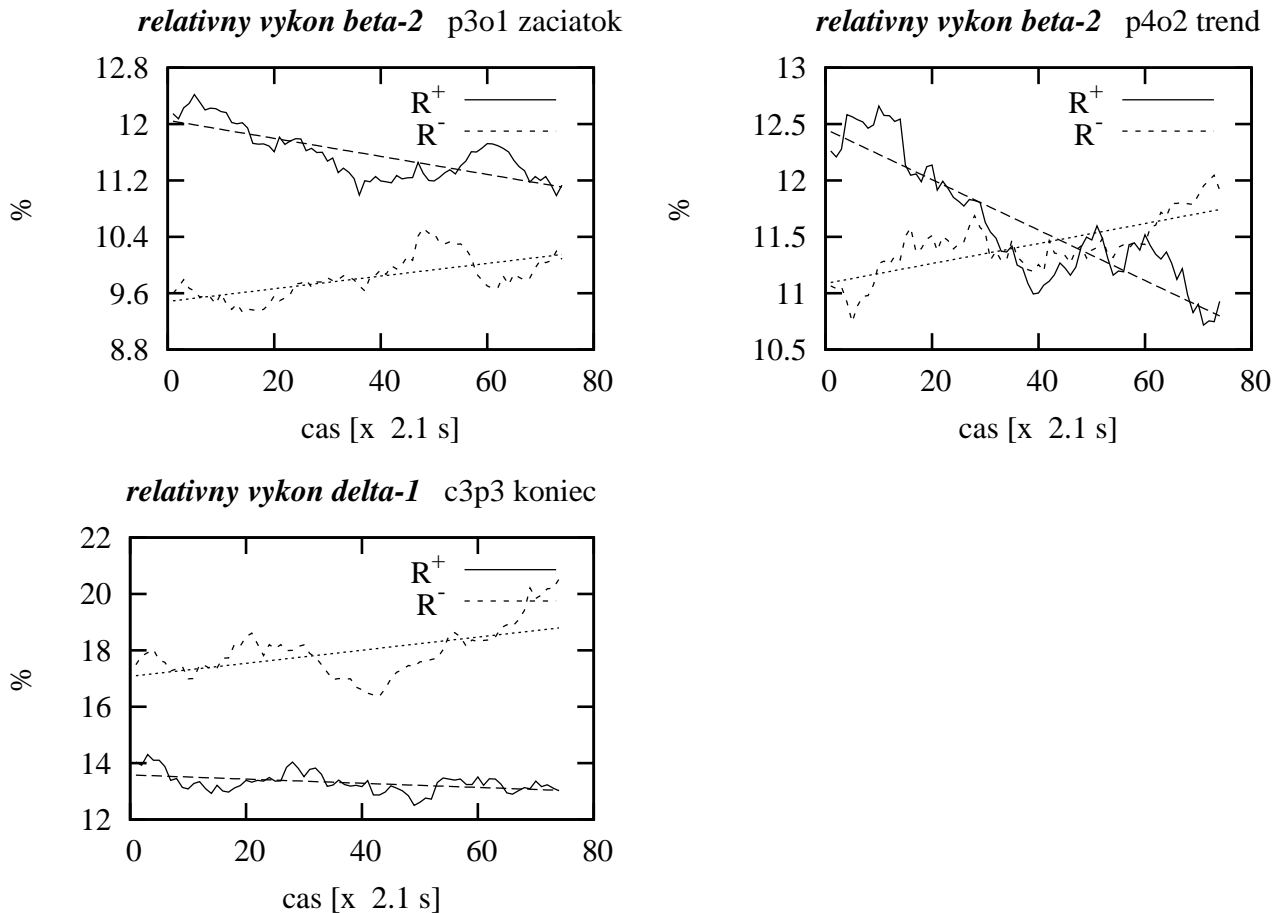 relativny vykon beta-2 p3o1 zaciatok
12.8
12
11.2
10.4
9.6
8.8
%
R+
R-
0 20 40 60 80
cas [x 2.1 s]
relativny vykon beta-2 p4o2 trend
13
12.5
12
11.5
11
10.5
%
R+
R-
0 20 40 60 80
cas [x 2.1 s]
relativny vykon delta-1 c3p3 koniec
22
20
18
16
14
12
%
R+
R-
0 20 40 60 80
cas [x 2.1 s]